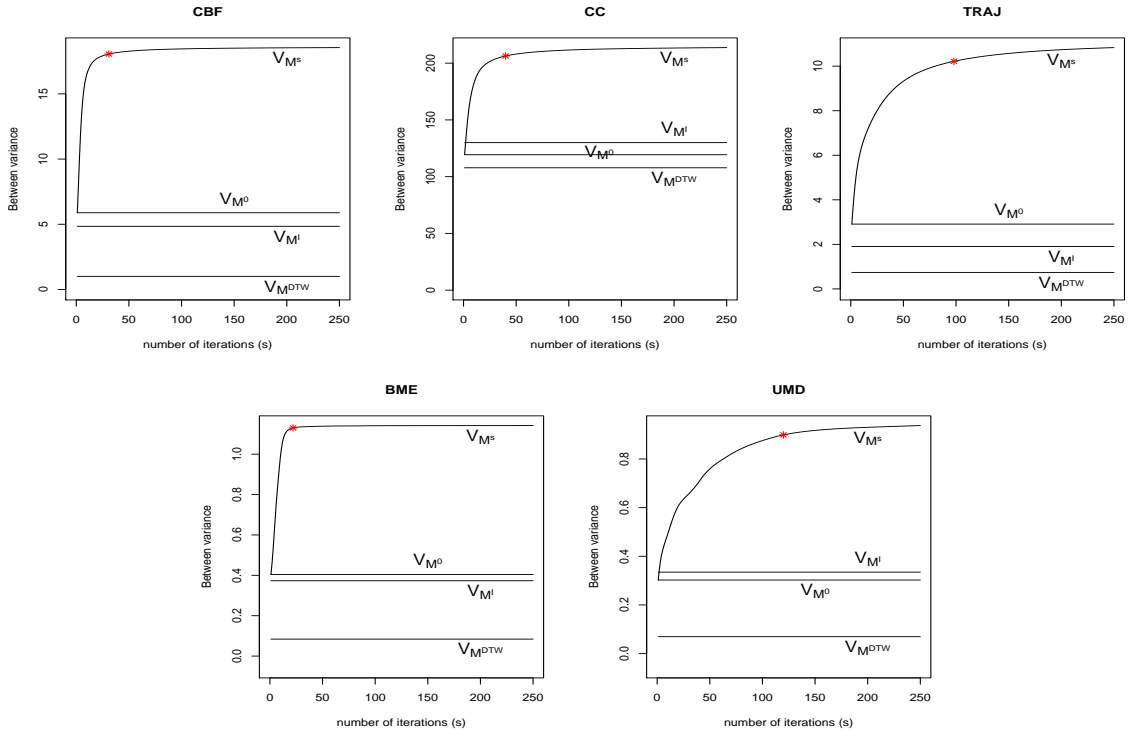 CBF
Between variance
0 5 10 15
V_M^s
V_M^0
V_M^I
V_M^DTW
0 50 100 150 200 250
number of iterions (s)
CC
Between variance
0 50 100 150 200
V_M^s
V_M^I
V_M^0
V_M^DTW
0 50 100 150 200 250
number of iterations (s)
TRAJ
Between variance
0 2 4 6 8 10
V_M^s
V_M^0
V_M^I
V_M^DTW
0 50 100 150 200 250
number of iterations (s)
BME
Between variance
0.0 0.2 0.4 0.6 0.8 1.0
V_M^s
V_M^0
V_M^I
V_M^DTW
0 50 100 150 200 250
number of iterations (s)
UMD
Between variance
0.0 0.2 0.4 0.6 0.8
V_M^s
V_M^I
V_M^0
V_M^DTW
0 50 100 150 200 250
number of iterations (s)